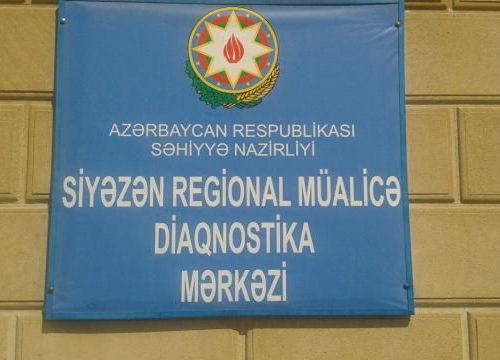 AZƏRBAYCAN RESPUBLİKASI
SƏHİYYƏ NAZİRLİYİ
SİYƏZƏN REGIONAL MÜALİCƏ
DİAQNOSTİKA
MƏRKƏZİ